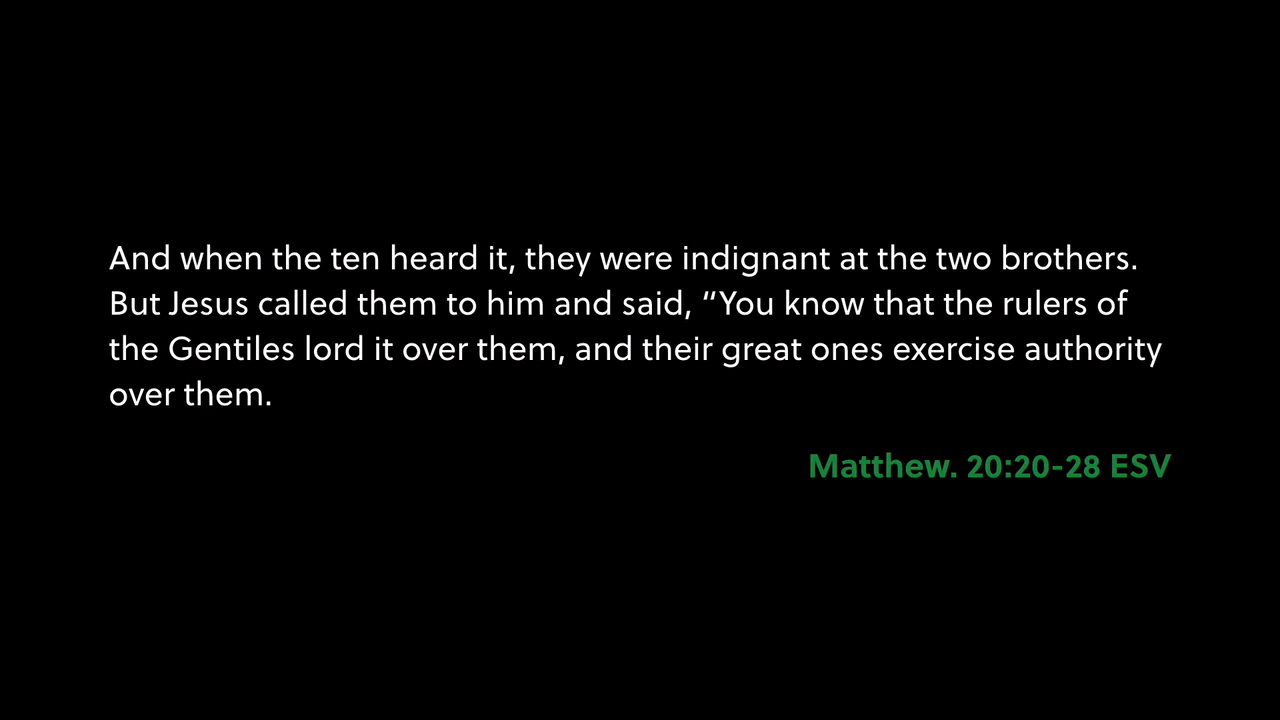 And when the ten heard it, they were indignant at the two brothers.
But Jesus called them to him and said, “You know that the rulers of
the Gentiles lord it over them, and their great ones exercise authority
over them.
Matthew. 20:20-28 ESV